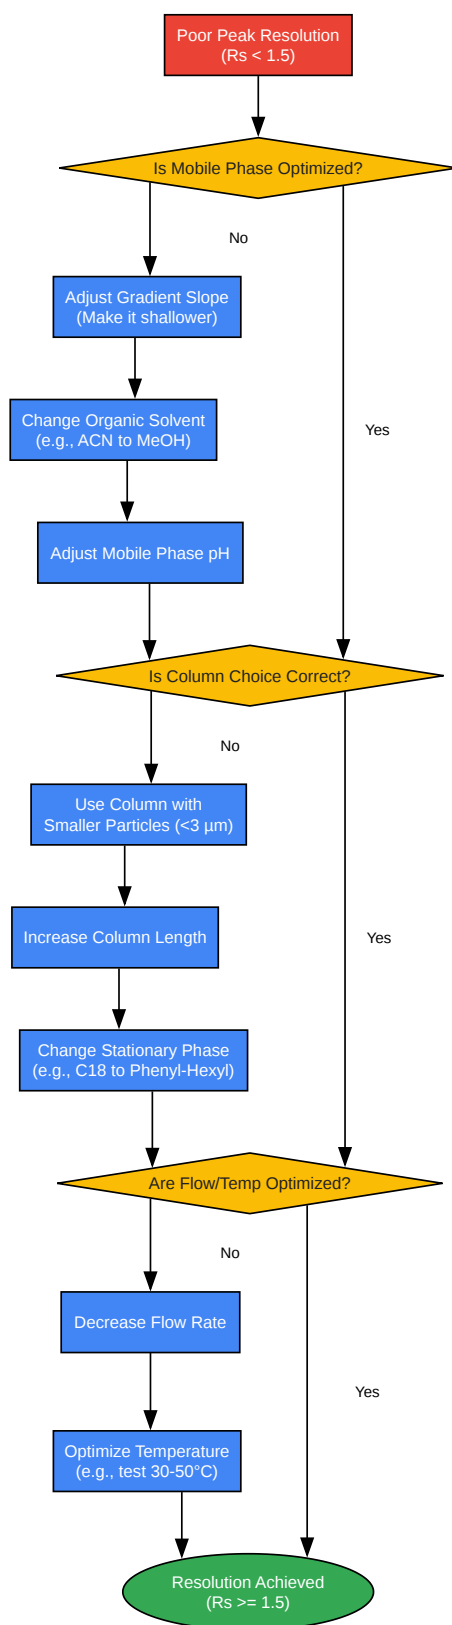 Poor Peak Resolution
(Rs < 1.5)
Is Mobile Phase Optimized?
No
Adjust Gradient Slope
(Make it shallower)
Change Organic Solvent
(e.g., ACN to MeOH)
Yes
Adjust Mobile Phase pH
Is Column Choice Correct?
No
Use Column with
Smaller Particles (<3 µm)
Increase Column Length
Yes
Change Stationary Phase
(e.g., C18 to Phenyl-Hexyl)
Are Flow/Temp Optimized?
No
Decrease Flow Rate
Yes
Optimize Temperature
(e.g., test 30-50°C)
Resolution Achieved
(Rs >= 1.5)